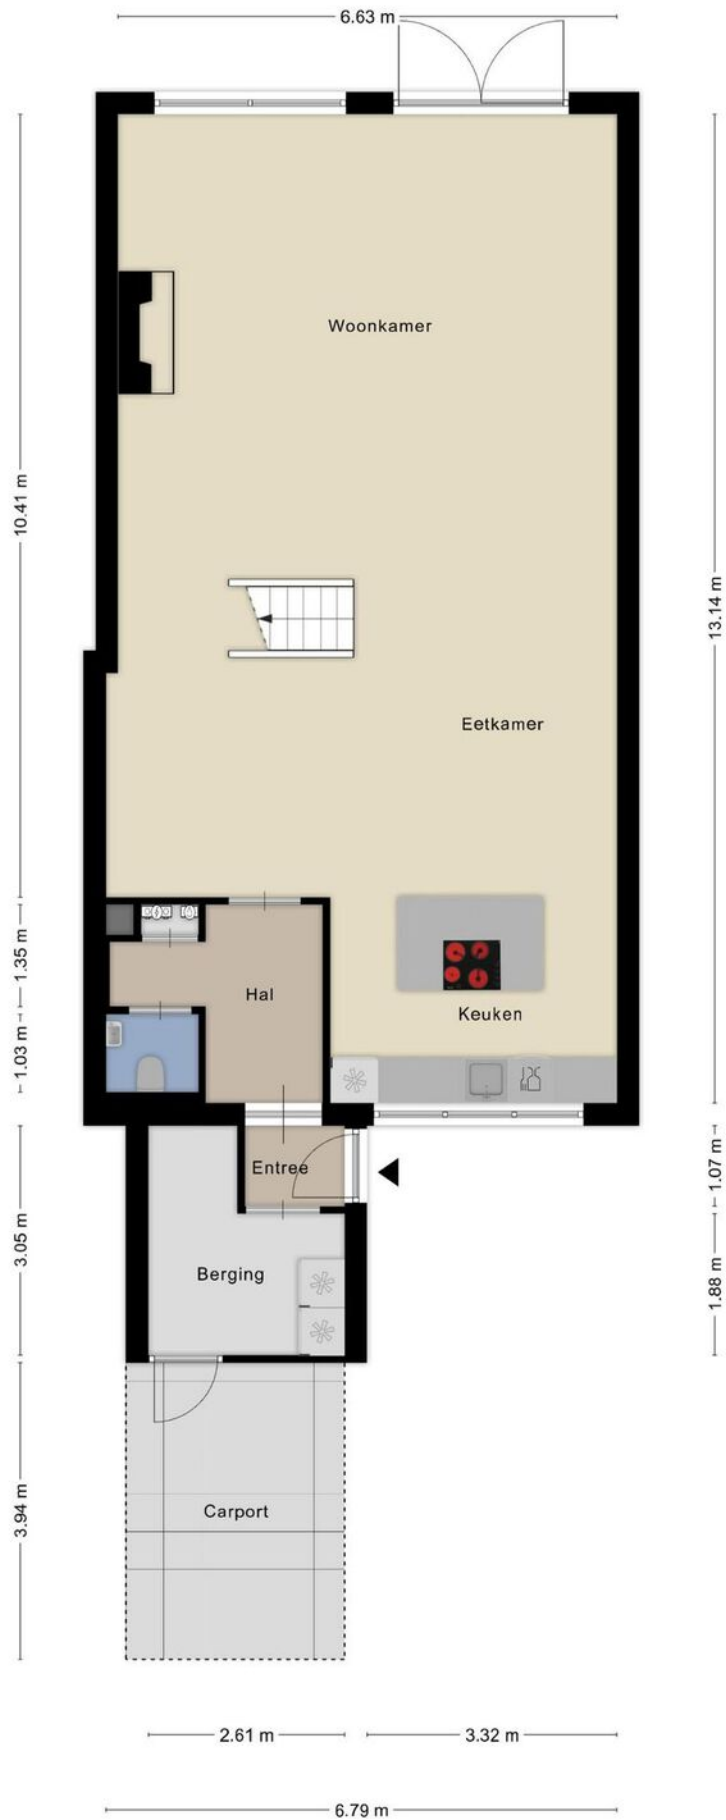 6.63 m
Woonkamer
10.41 m
13.14 m
Eetkamer
1.35 m
Hal
Keuken
1.03 m
Entree
1.07 m
3.05 m
Berging
1.88 m
3.94 m
Carport
2.61 m
3.32 m
6.79 m